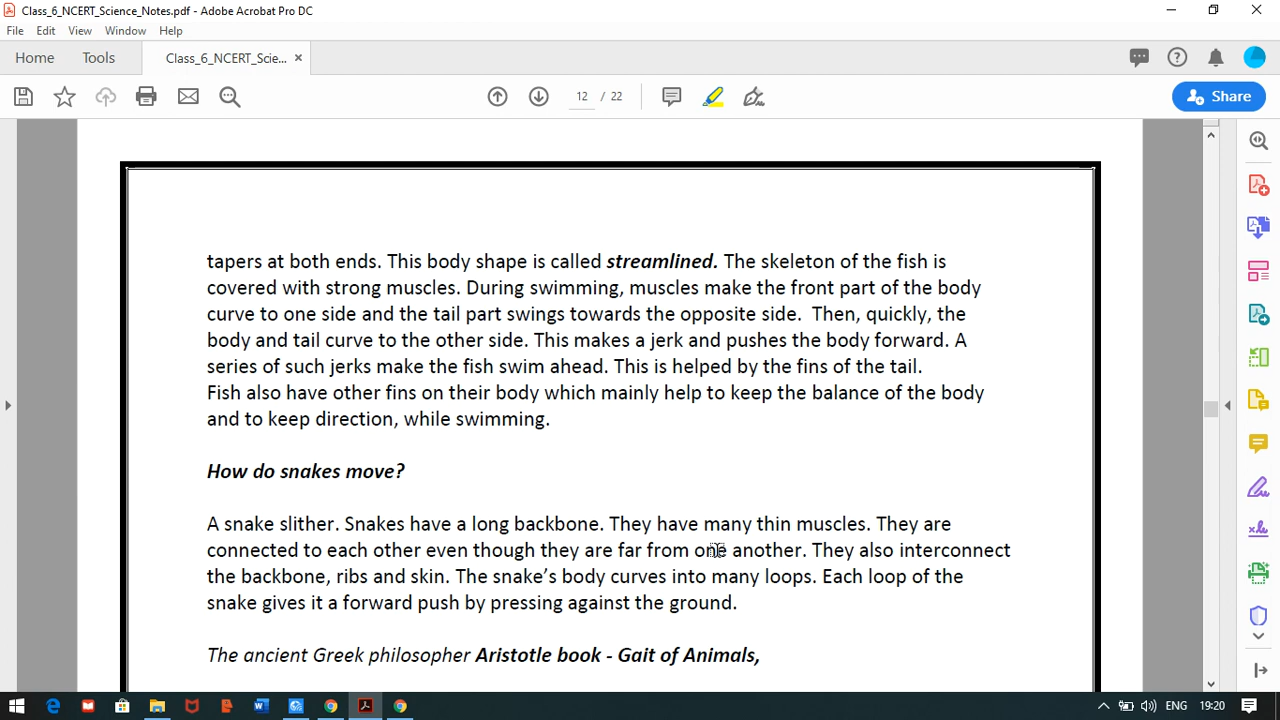 Class_6_NCERT_Science_Notes.pdf - Adobe Acrobat Pro DC
File Edit View Window Help
Home Tools Class_6_NCERT_Scie... ×
12 / 22
Share
tapers at both ends. This body shape is called streamlined. The skeleton of the fish is
covered with strong muscles. During swimming, muscles make the front part of the body
curve to one side and the tail part swings towards the opposite side. Then, quickly, the
body and tail curve to the other side. This makes a jerk and pushes the body forward. A
series of such jerks make the fish swim ahead. This is helped by the fins of the tail.
Fish also have other fins on their body which mainly help to keep the balance of the body
and to keep direction, while swimming.
How do snakes move?
A snake slither. Snakes have a long backbone. They have many thin muscles. They are
connected to each other even though they are far from one another. They also interconnect
the backbone, ribs and skin. The snake's body curves into many loops. Each loop of the
snake gives it a forward push by pressing against the ground.
The ancient Greek philosopher Aristotle book - Gait of Animals,
ENG 19:20